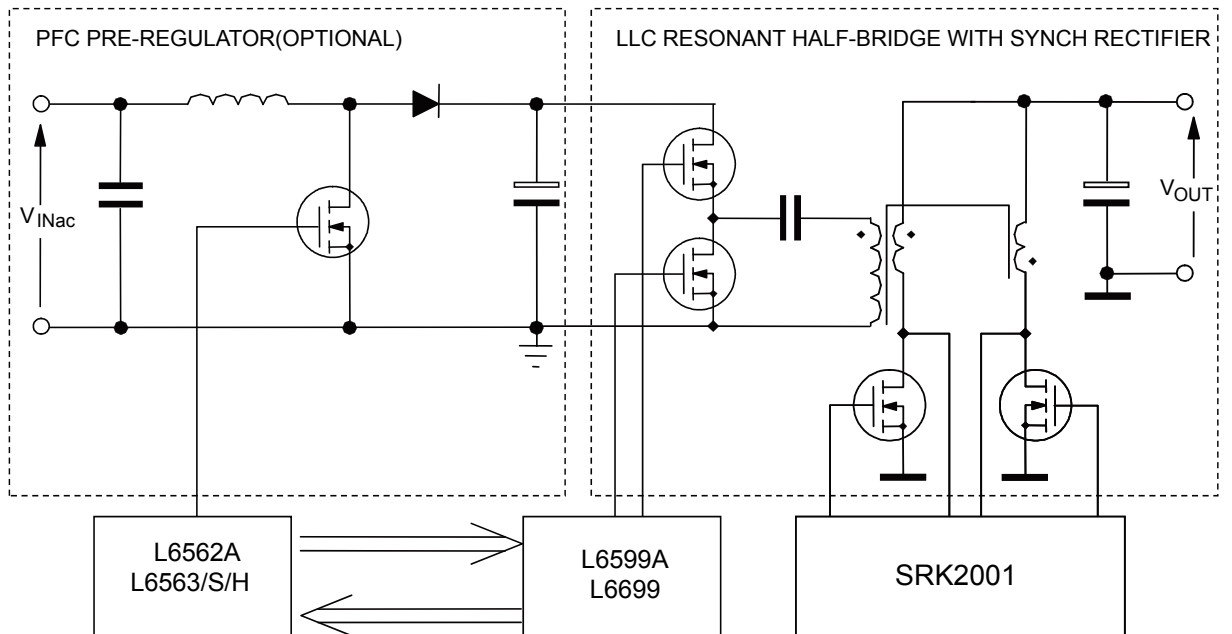 PFC PRE-REGULATOR(OPTIONAL)
LLC RESONANT HALF-BRIDGE WITH SYNCH RECTIFIER
VINac
VOUT
L6562A
L6563/S/H
L6599A
L6699
SRK2001